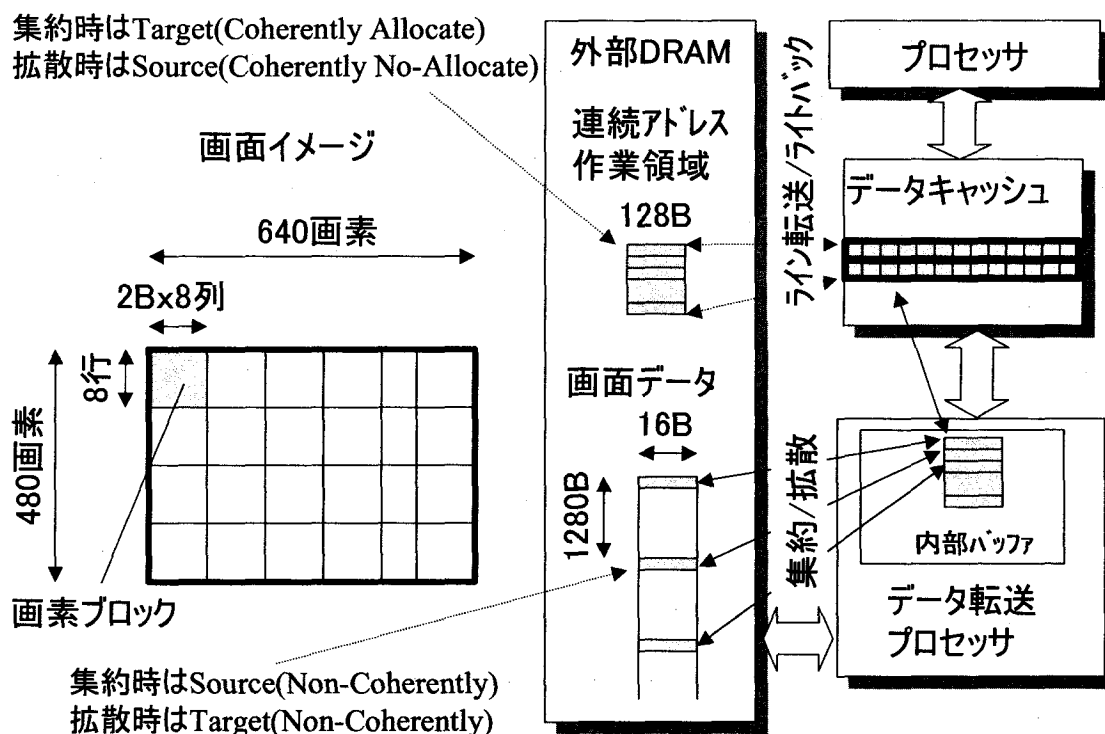 集約時はTarget(Coherently Allocate)
拡散時はSource(Coherently No-Allocate)
画面イメージ
640画素
2Bx8列
8行
480画素
画素ブロック
集約時はSource(Non-Coherently)
拡散時はTarget(Non-Coherently)
外部DRAM
連続アドレス
作業領域
128B
画面データ
16B
1280B
ライン転送/ライトバック
集約/拡散
プロセッサ
データキャッシュ
内部バッファ
データ転送
プロセッサ